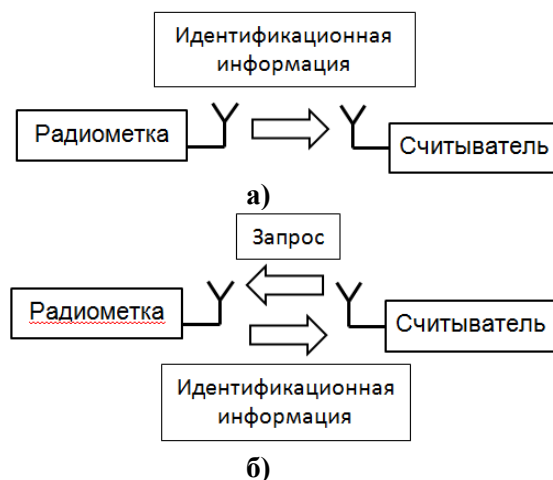 Идентификационная
информация
Радиометка
Считыватель
а)
Запрос
Радиометка
Считыватель
Идентификационная
информация
б)